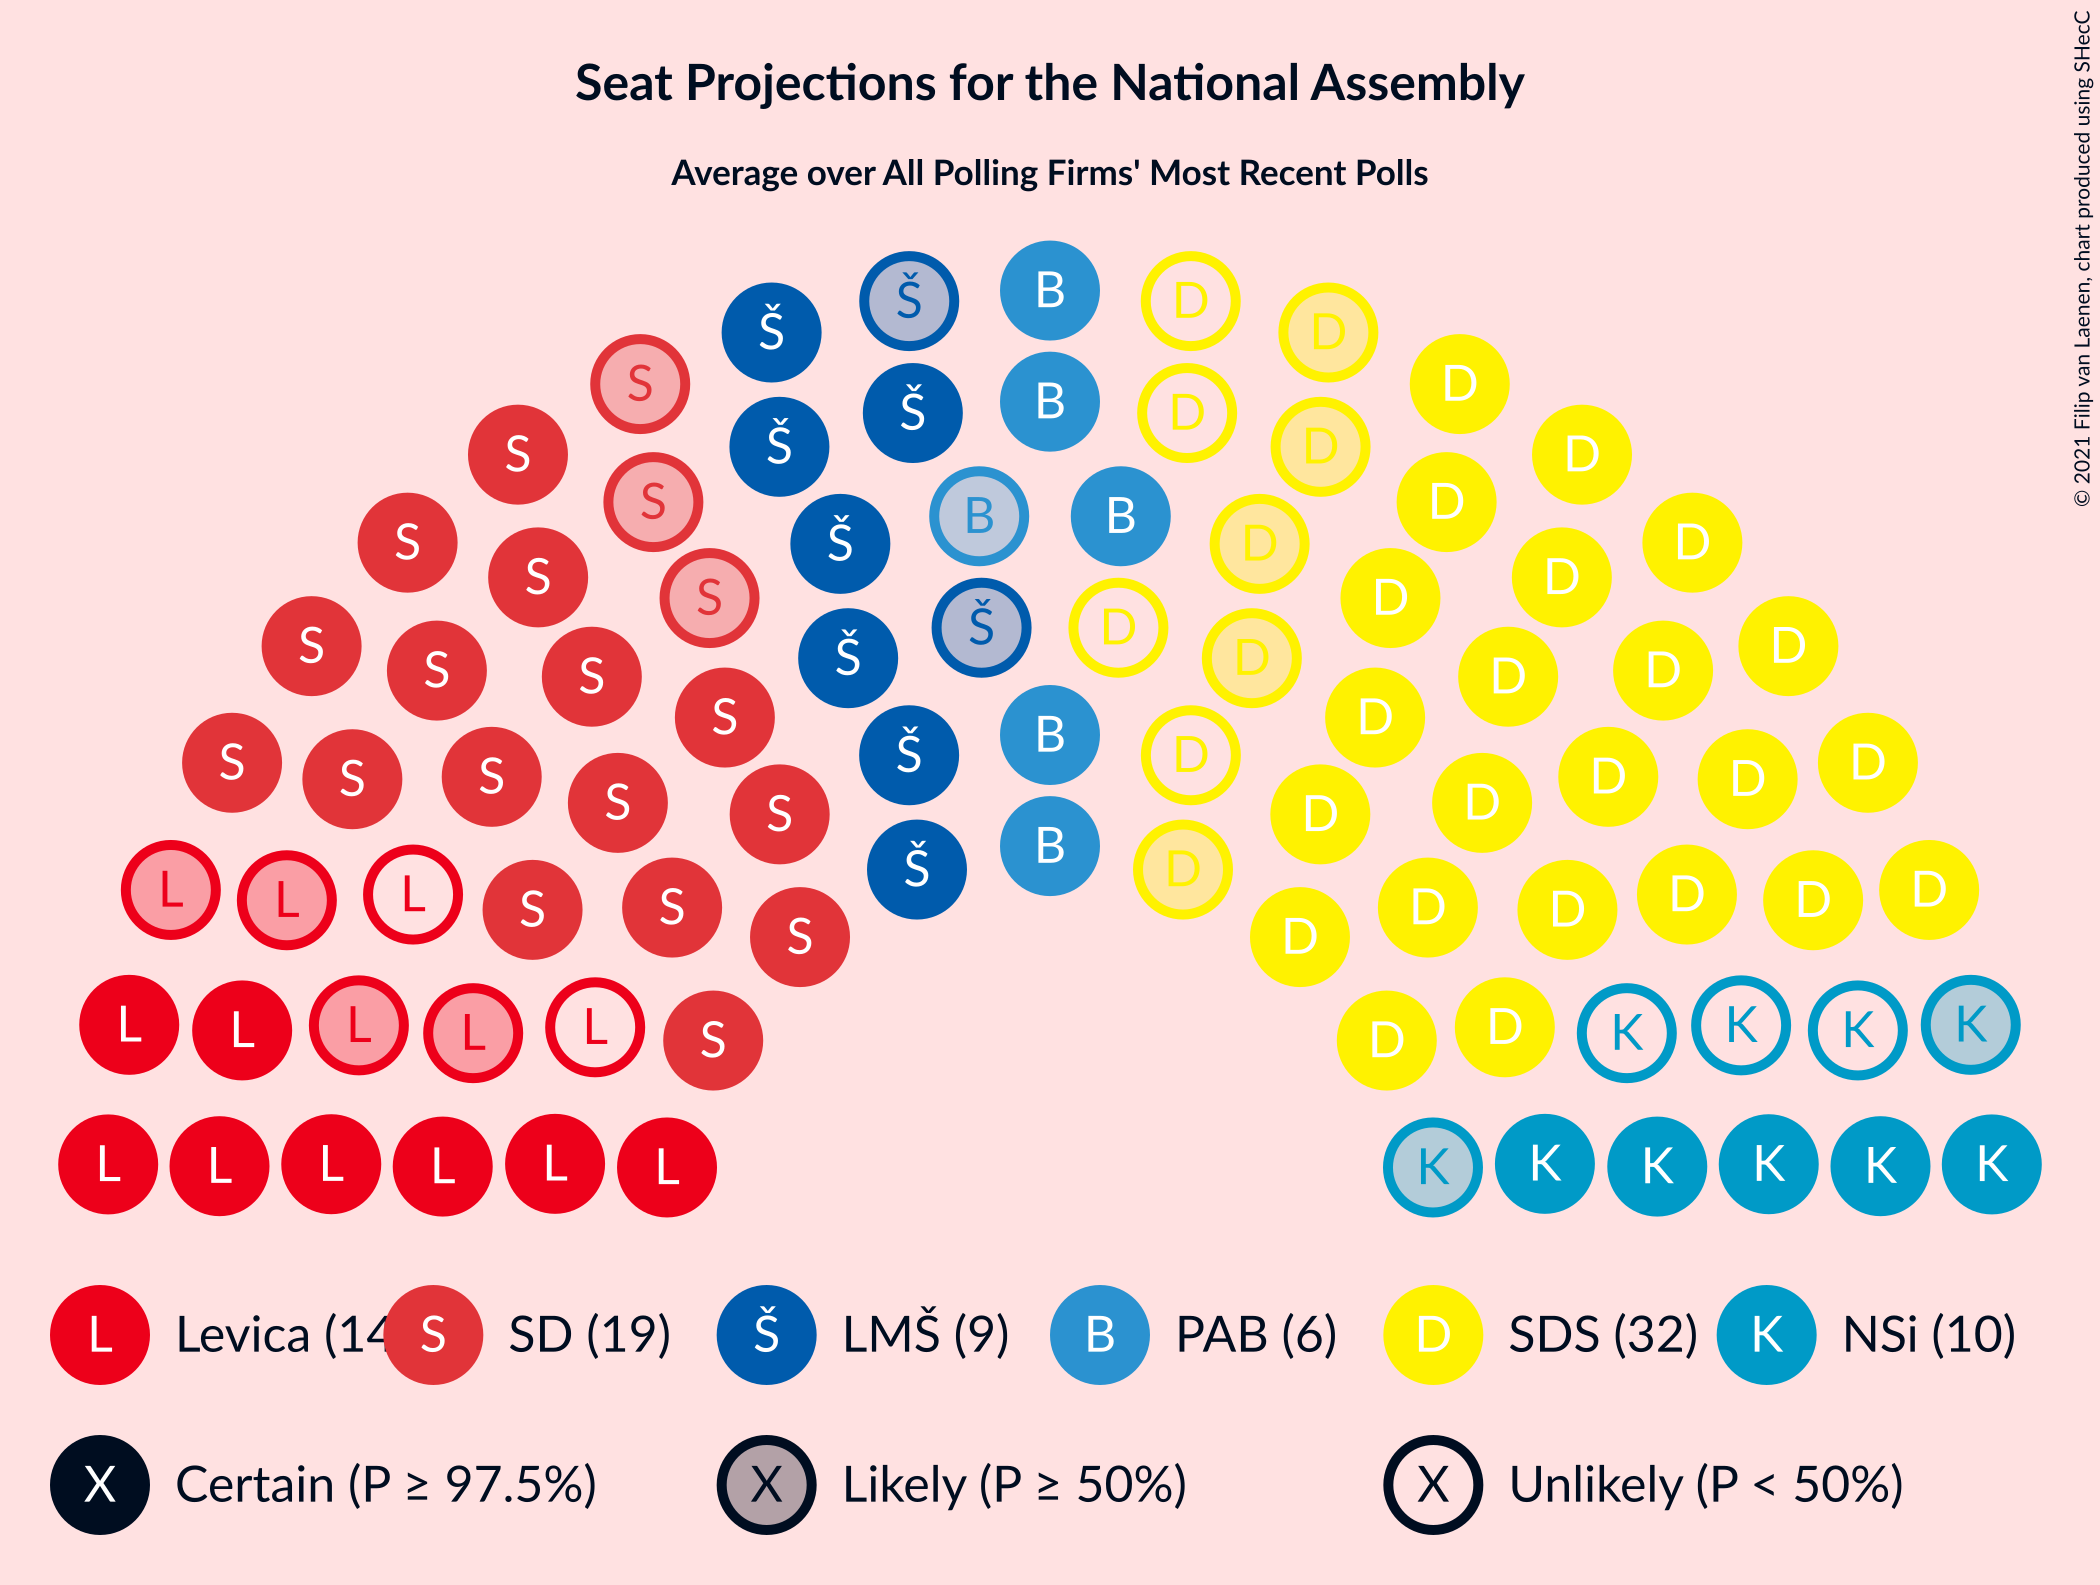 Seat Projections for the National Assembly
Average over All Polling Firms' Most Recent Polls
© 2021 Filip van Laenen, chart produced using SHecC
Š B D
Š D
S D
Š B D
S Š D D
S D
B B
S Š D D
S D
S D
Š D
S D
Š D
S S D D
S D
B
S Š D D
S S D D
S S D D
B
Š D
L L L S S D D D D D
S D
L L L L L S D D K K K K
L L L L L L K K K K K K
L Levica (14 S SD (19) Š LMŠ (9) B PAB (6) D SDS (32) K NSi (10)
X Certain (P ≥ 97.5%) X Likely (P ≥ 50%) X Unlikely (P < 50%)